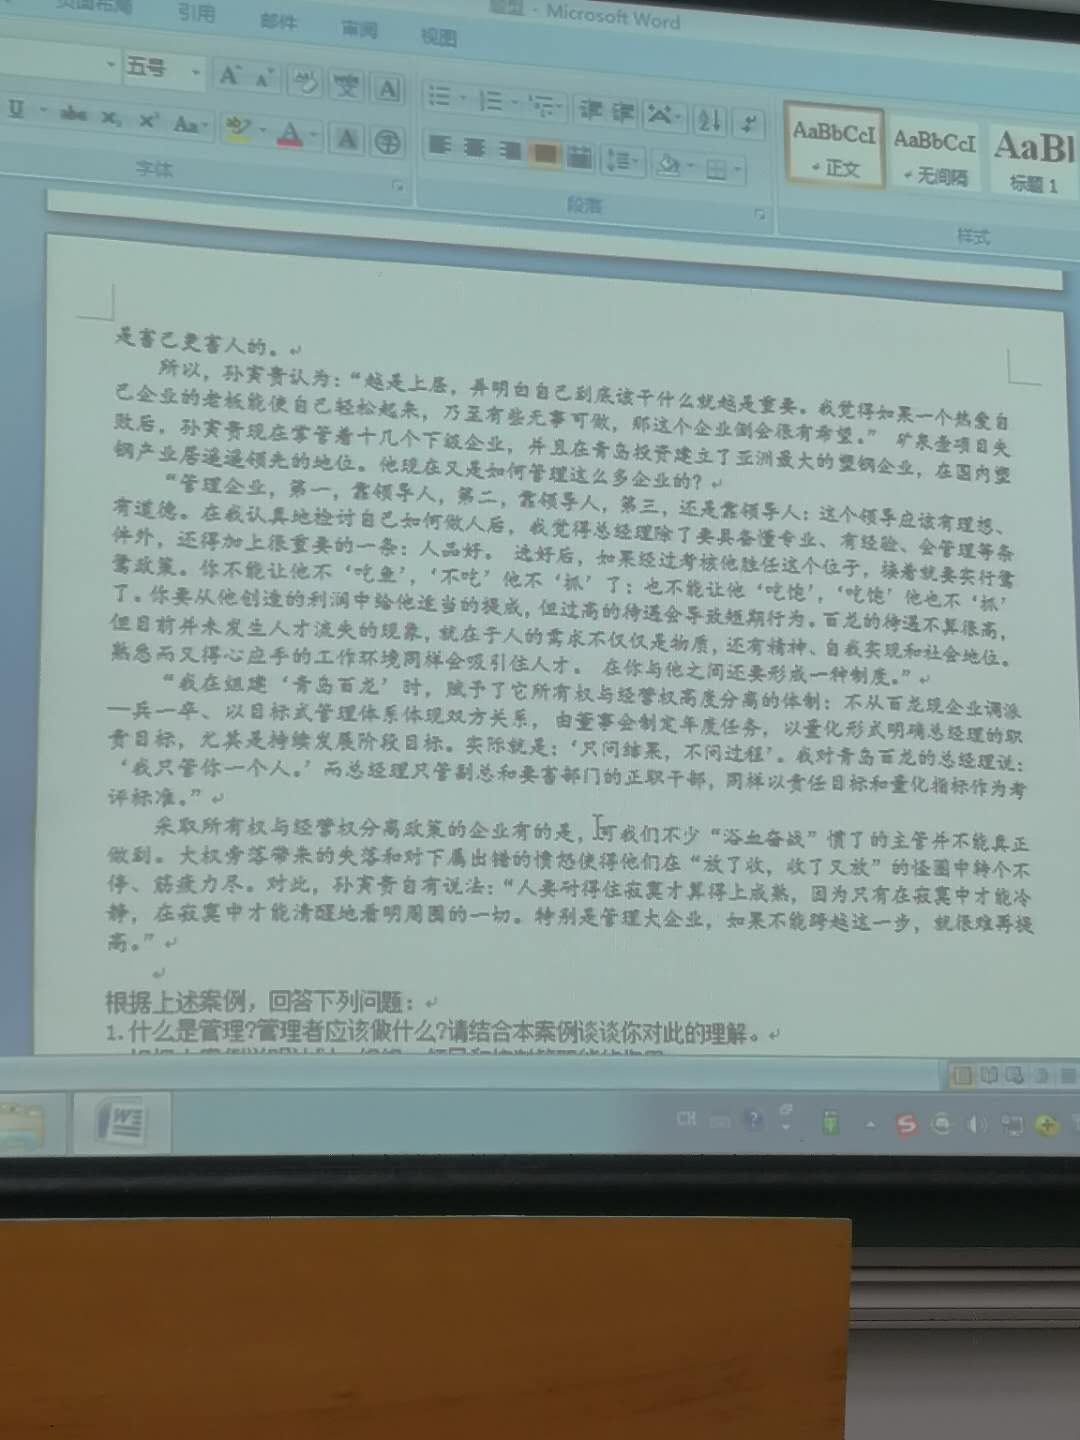 题型 - Microsoft Word
页面布局 引用 邮件 审阅 视图
五号
字体
段落
样式
AaBbCcI
正文
AaBbCcI
无间隔
AaBl
标题 1
是害己更害人的。
所以，孙寅贵认为：“越是上层，弄明白自己到底该干什么就越是重要。我觉得如果一个热爱自
己企业的老板能使自己轻松起来，乃至有些无事可做，那这个企业倒会很有希望。” 矿泉壶项目失
败后，孙寅贵现在掌管着十几个下级企业，并且在青岛投资建立了亚洲最大的塑钢企业，在国内塑
钢产业居遥遥领先的地位。他现在又是如何管理这么多企业的?
“管理企业，第一，靠领导人，第二，靠领导人，第三，还是靠领导人；这个领导应该有理想、
有道德。在我认真地检讨自己如何做人后，我觉得总经理除了要具备懂专业、有经验、会管理等条
件外，还得加上很重要的一条：人品好。 选好后，如果经过考核他胜任这个位子，接着就要实行鹭
鸶政策。你不能让他不‘吃鱼’，‘不吃’他不‘抓’了；也不能让他‘吃饱’，‘吃饱’他也不‘抓’
了。你要从他创造的利润中给他适当的提成，但过高的待遇会导致短期行为。百龙的待遇不算很高，
但目前并未发生人才流失的现象，就在于人的需求不仅仅是物质，还有精神、自我实现和社会地位。
熟悉而又得心应手的工作环境同样会吸引住人才。 在你与他之间还要形成一种制度。”
“我在组建‘青岛百龙’时，赋予了它所有权与经营权高度分离的体制：不从百龙现企业调派
一兵一卒、以目标式管理体系体现双方关系，由董事会制定年度任务，以量化形式明确总经理的职
责目标，尤其是持续发展阶段目标。实际就是：‘只问结果，不问过程’。我对青岛百龙的总经理说：
‘我只管你一个人。’而总经理只管副总和要害部门的正职干部，同样以责任目标和量化指标作为考
评标准。”
采取所有权与经营权分离政策的企业有的是，可我们不少“浴血奋战”惯了的主管并不能真正
做到。大权旁落带来的失落和对下属出错的愤怒使得他们在“放了收，收了又放”的怪圈中转个不
停、筋疲力尽。对此，孙寅贵自有说法：“人要耐得住寂寞才算得上成熟，因为只有在寂寞中才能冷
静，在寂寞中才能清醒地看明周围的一切。特别是管理大企业，如果不能跨越这一步，就很难再提
高。”
根据上述案例，回答下列问题：
1. 什么是管理?管理者应该做什么?请结合本案例谈谈你对此的理解。
CH